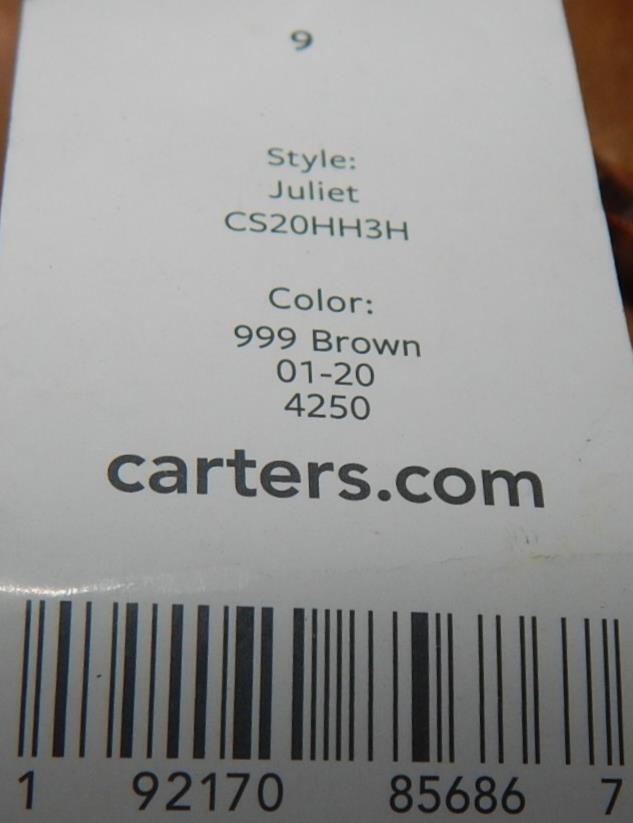 9
Style:
Juliet
CS20HH3H
Color:
999 Brown
01-20
4250
carters.com
1 92170 85686 7